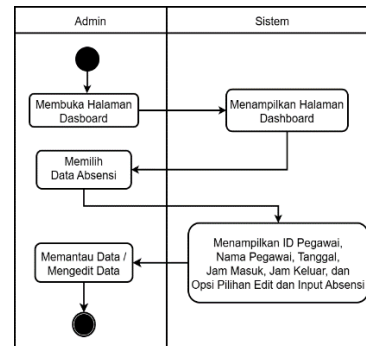 Admin
Sistem
Membuka Halaman
Dasboard
Menampilkan Halaman
Dashboard
Memilih
Data Absensi
Menampilkan ID Pegawai,
Nama Pegawai, Tanggal,
Jam Masuk, Jam Keluar, dan
Opsi Pilihan Edit dan Input Absensi
Memantau Data /
Mengedit Data